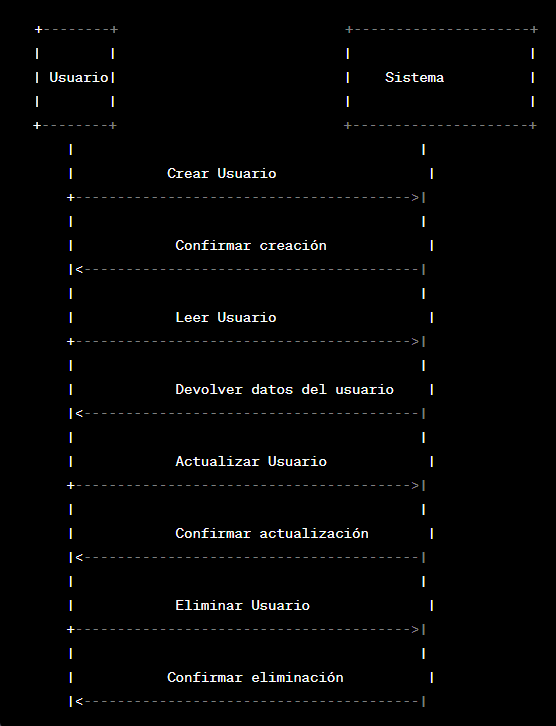 Usuario Sistema
Crear Usuario
Confirmar creación
Leer Usuario
Devolver datos del usuario
Actualizar Usuario
Confirmar actualización
Eliminar Usuario
Confirmar eliminación